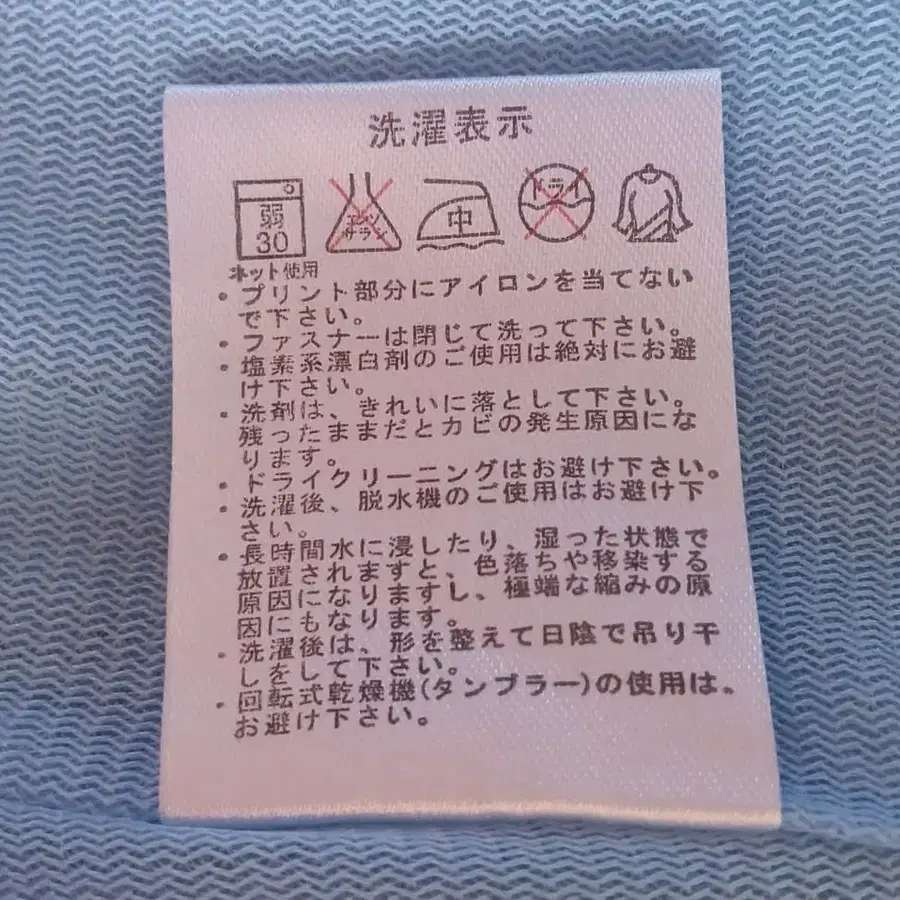 洗濯表示
弱
30
エンソ
サラシ
中
ドライ
ネット使用
・プリント部分にアイロンを当てない
で下さい。
・ファスナーは閉じて洗って下さい。
・塩素系漂白剤のご使用は絶対にお避
け下さい。
・洗剤は、きれいに落として下さい。
残ったままだとカビの発生原因にな
ります。
・ドライクリーニングはお避け下さい。
・洗濯後、脱水機のご使用はお避け下
さい。
・長時間水に浸したり、湿った状態で
放置されますと、色落ちや移染する
原因になりますし、極端な縮みの原
因にもなります。
・洗濯後は、形を整えて日陰で吊り干
しをして下さい。
・回転式乾燥機(タンブラー)の使用は、
お避け下さい。